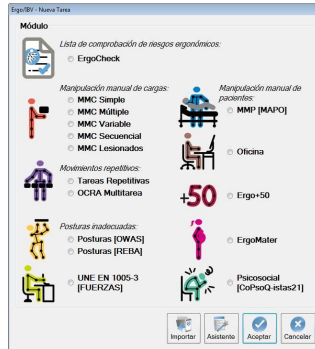 Ergo/IBV - Nueva Tarea
Módulo
Lista de comprobación de riesgos ergonómicos:
ErgoCheck
Manipulación manual de cargas:
MMC Simple
MMC Múltiple
MMC Variable
MMC Secuencial
MMC Lesionados
Movimientos repetitivos:
Tareas Repetitivas
OCRA Multitarea
Posturas inadecuadas:
Posturas [OWAS]
Posturas [REBA]
UNE EN 1005-3
[FUERZAS]
Manipulación manual de
pacientes:
MMP [MAPO]
Oficina
+50
Ergo+50
ErgoMater
Psicosocial
[CoPsoQ-istas21]
Importar
Asistente
Aceptar
Cancelar